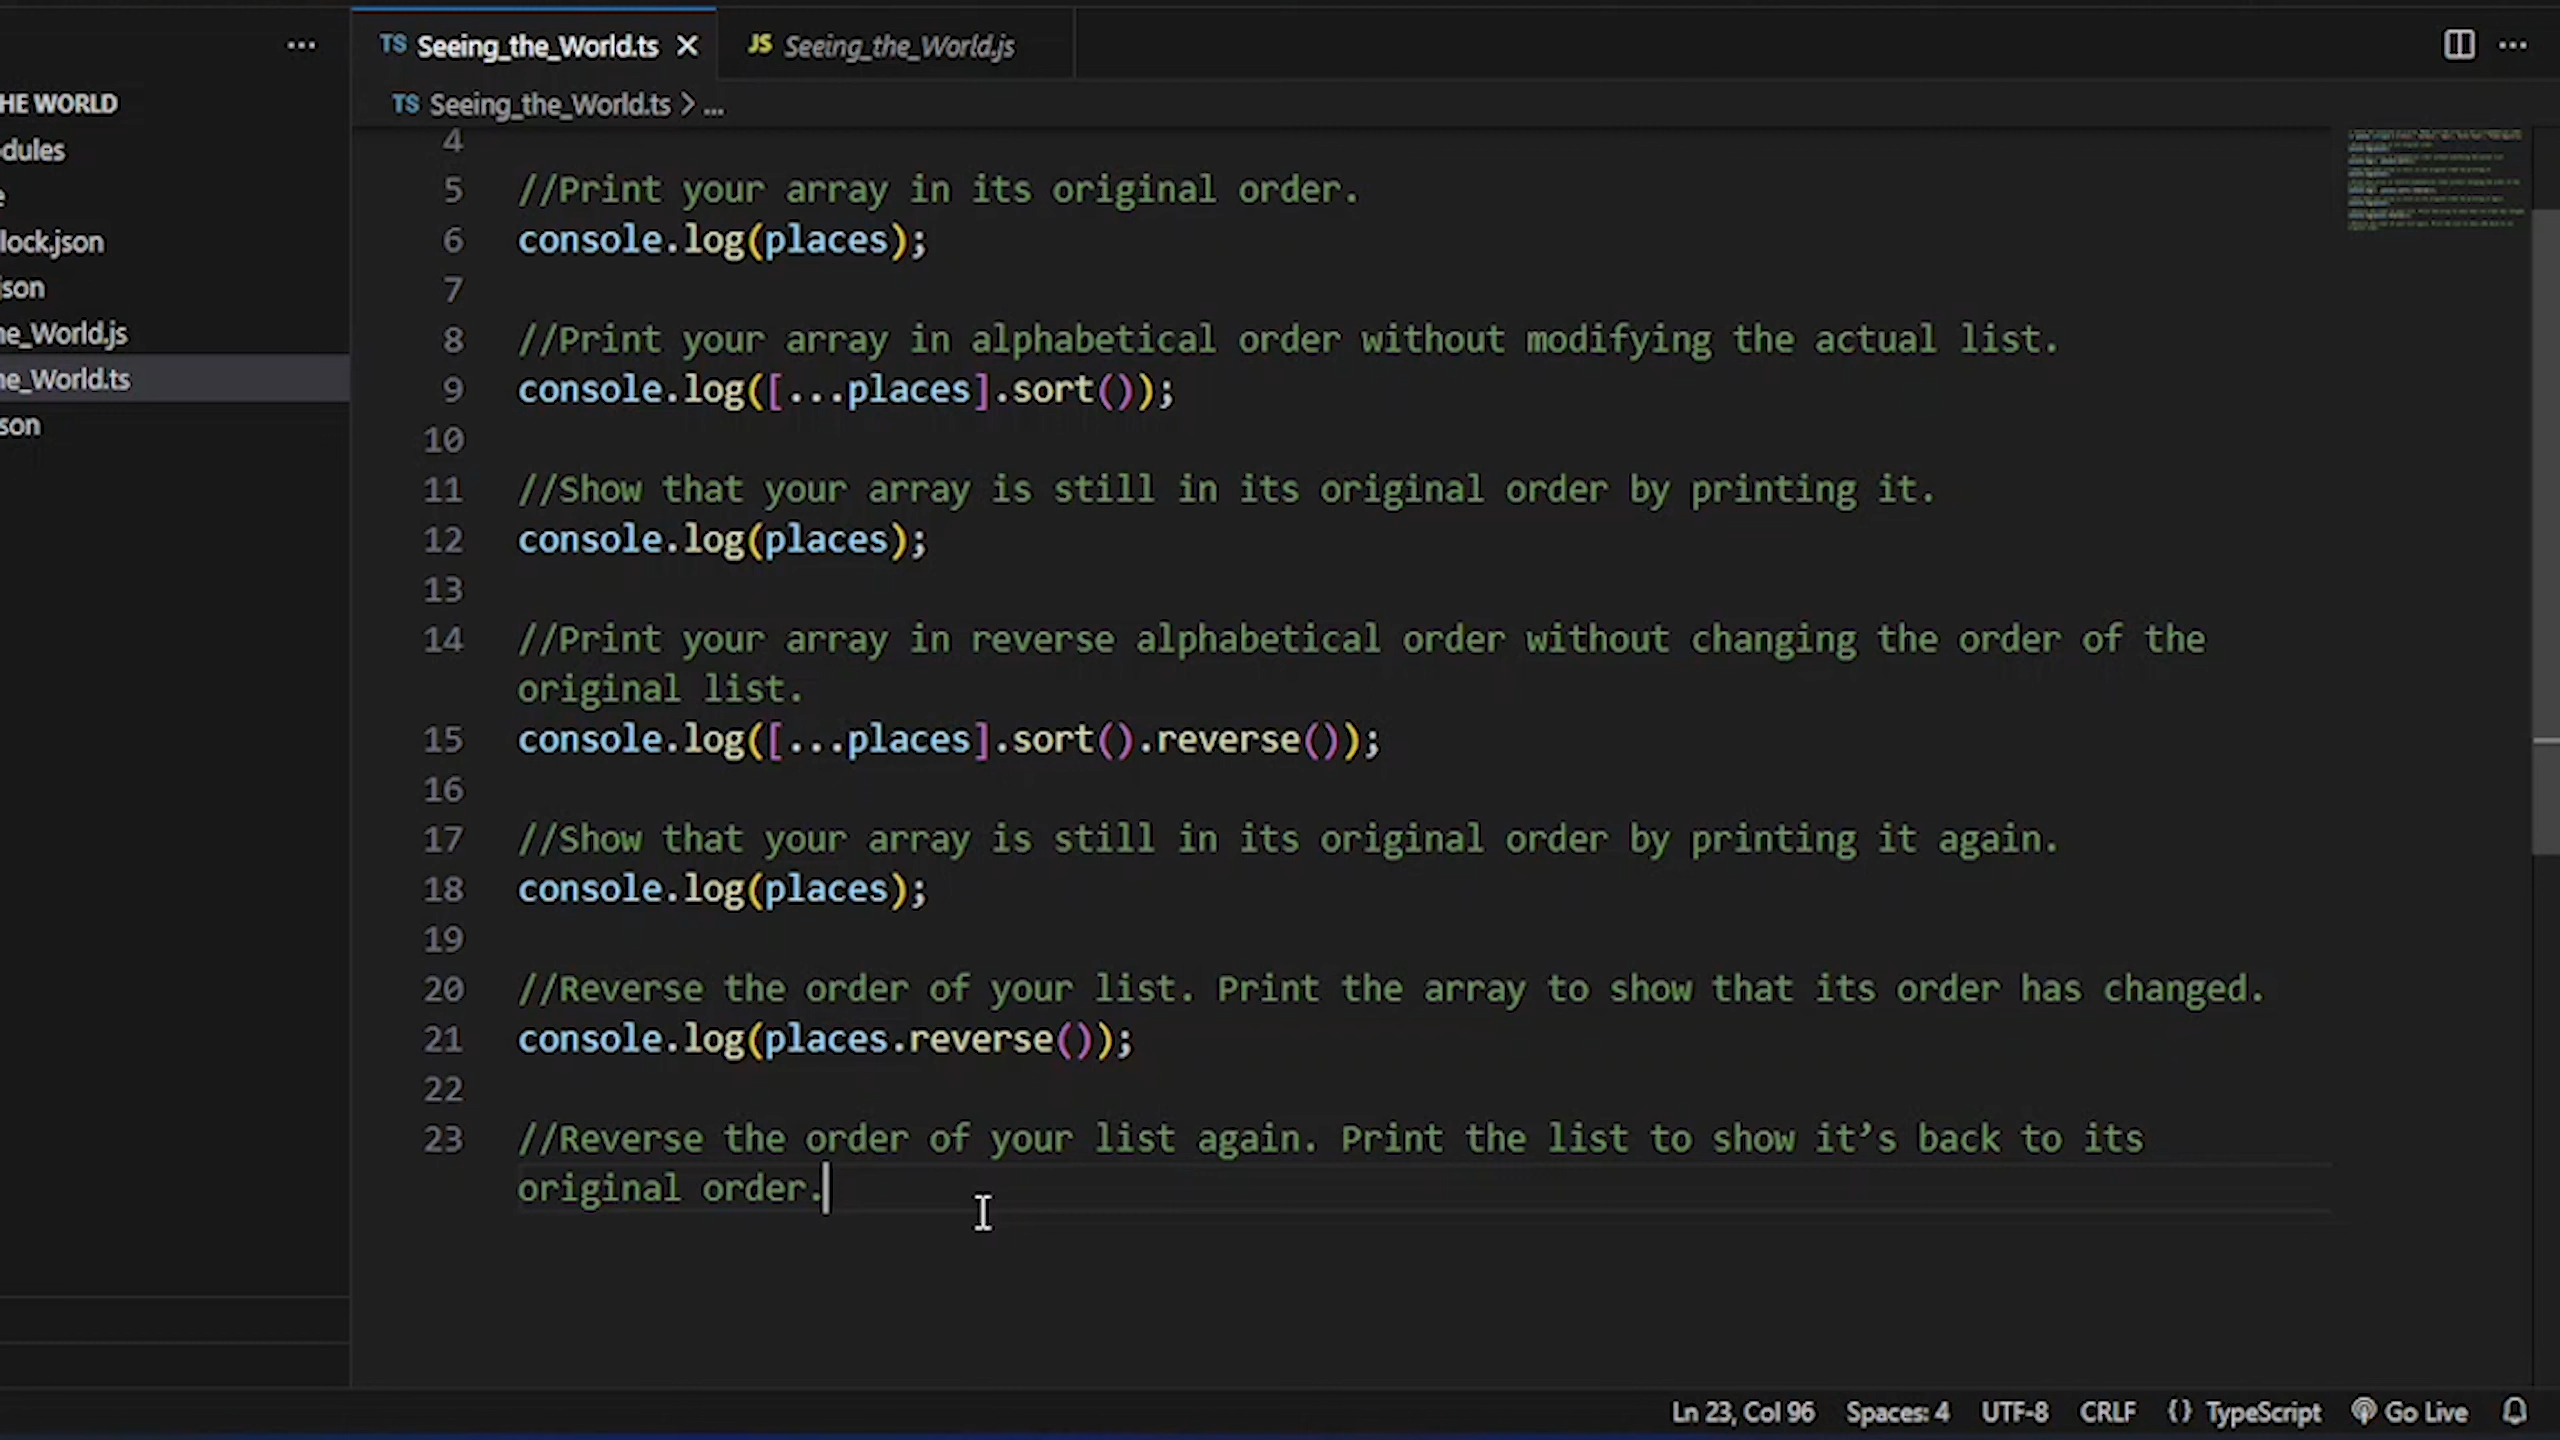 TS Seeing_the_World.ts
JS Seeing_the_World.js
HE WORLD
TS Seeing_the_World.ts > ...
dules
e
lock.json
json
he_World.js
he_World.ts
son
4
5 //Print your array in its original order.
6 console.log(places);
7
8 //Print your array in alphabetical order without modifying the actual list.
9 console.log([...places].sort());
10
11 //Show that your array is still in its original order by printing it.
12 console.log(places);
13
14 //Print your array in reverse alphabetical order without changing the order of the
original list.
15 console.log([...places].sort().reverse());
16
17 //Show that your array is still in its original order by printing it again.
18 console.log(places);
19
20 //Reverse the order of your list. Print the array to show that its order has changed.
21 console.log(places.reverse());
22
23 //Reverse the order of your list again. Print the list to show it’s back to its
original order.
Ln 23, Col 96 Spaces: 4 UTF-8 CRLF {} TypeScript Go Live